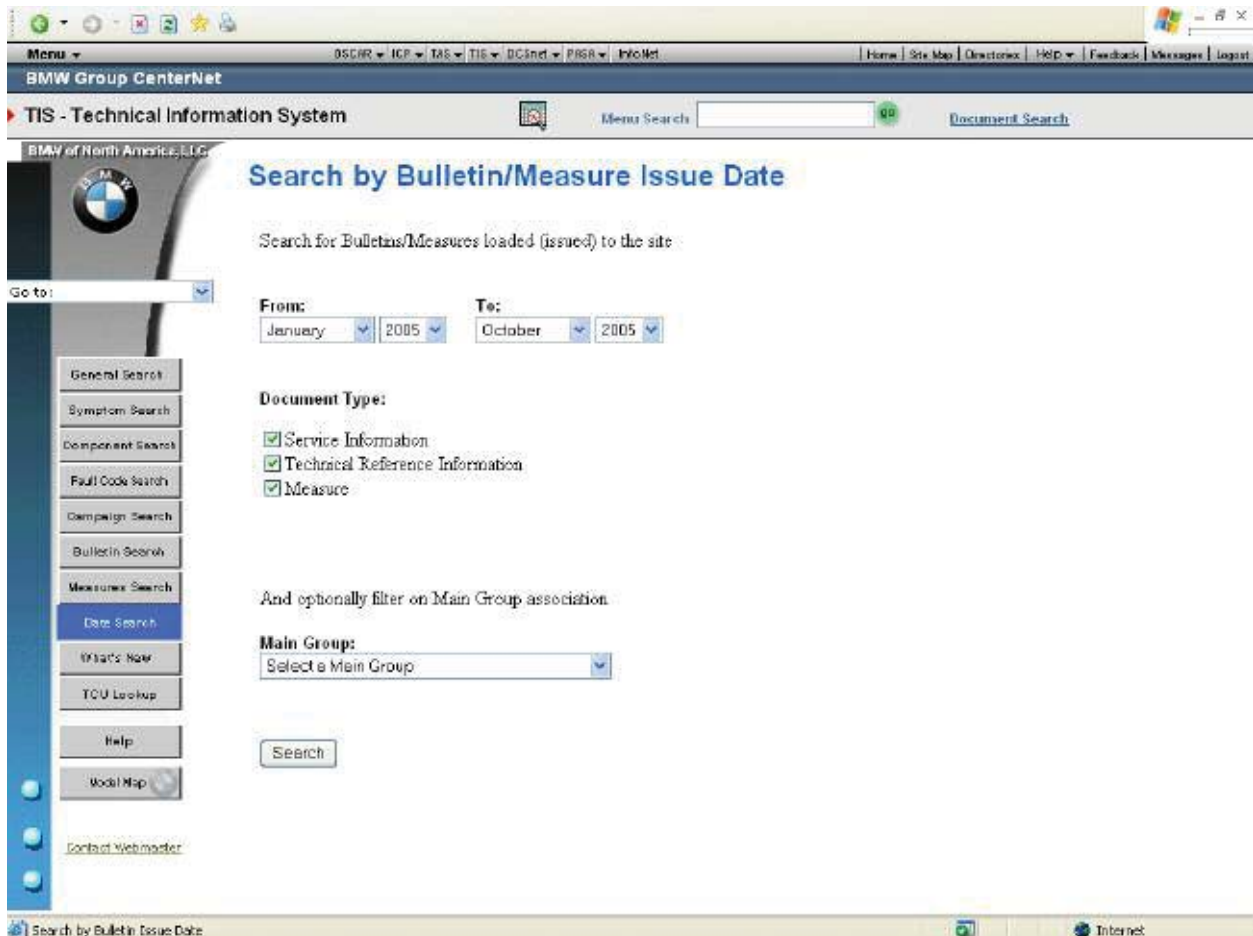 Menu
OSCAR ICP TAS TIS DCSnet PRSR InfoNet
Home | Site Map | Directories | Help | Feedback | Messages | Logout
BMW Group CenterNet
TIS - Technical Information System
Menu Search
go
Document Search
BMW of North America, LLC
BMW
Search by Bulletin/Measure Issue Date
Search for Bulletins/Measures loaded (issued) to the site
Go to:
From: To:
January 2005 October 2005
General Search
Symptom Search
Component Search
Fault Code Search
Campaign Search
Bulletin Search
Measures Search
Date Search
What's New
TCU Lookup
Help
Model Map
Contact Webmaster
Document Type:
Service Information
Technical Reference Information
Measure
And optionally filter on Main Group association
Main Group:
Select a Main Group
Search
Search by Bulletin Issue Date
Internet